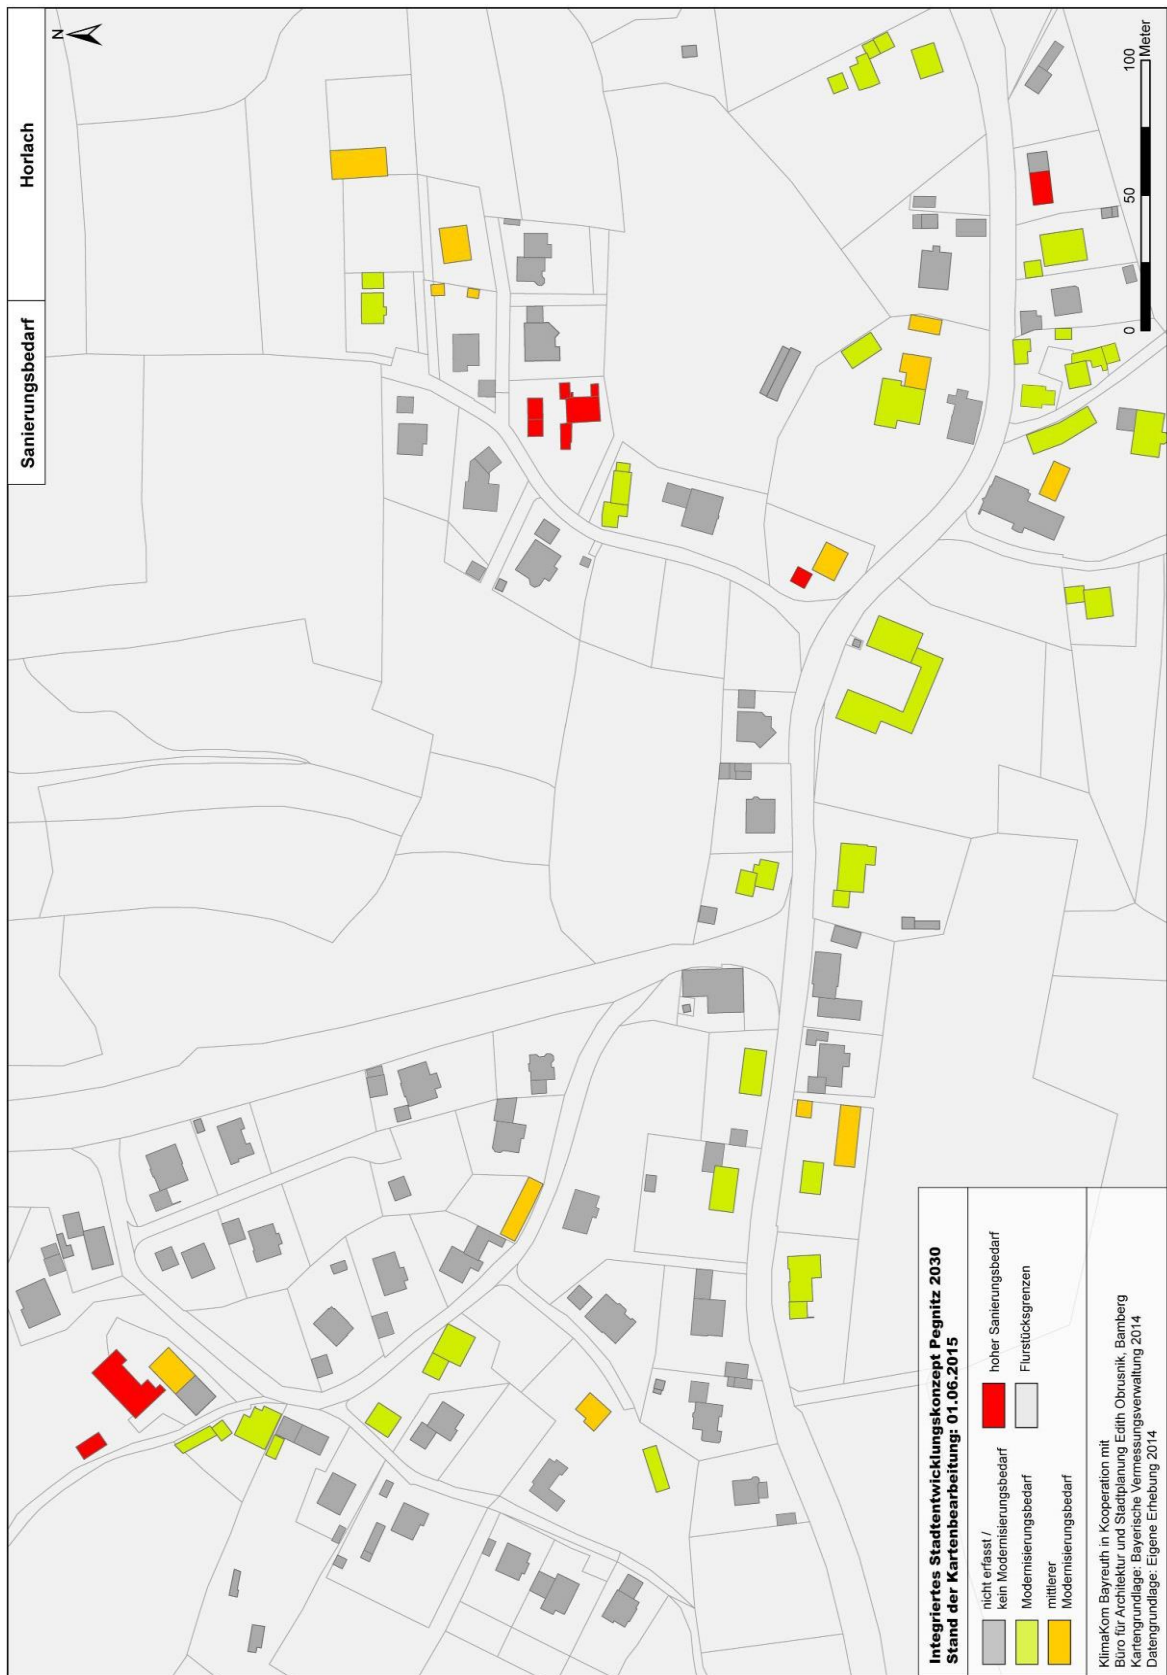 Sanierungsbedarf
Horlach
N
0
50
100
Meter
Integriertes Stadtentwicklungskonzept Pegnitz 2030
Stand der Kartenbearbeitung: 01.06.2015
nicht erfasst /
kein Modernisierungsbedarf
Modernisierungsbedarf
mittlerer
Modernisierungsbedarf
hoher Sanierungsbedarf
Flurstücksgrenzen
KlimaKom Bayreuth in Kooperation mit
Büro für Architektur und Stadtplanung Edith Obrusnik, Bamberg
Kartengrundlage: Bayerische Vermessungsverwaltung 2014
Datengrundlage: Eigene Erhebung 2014